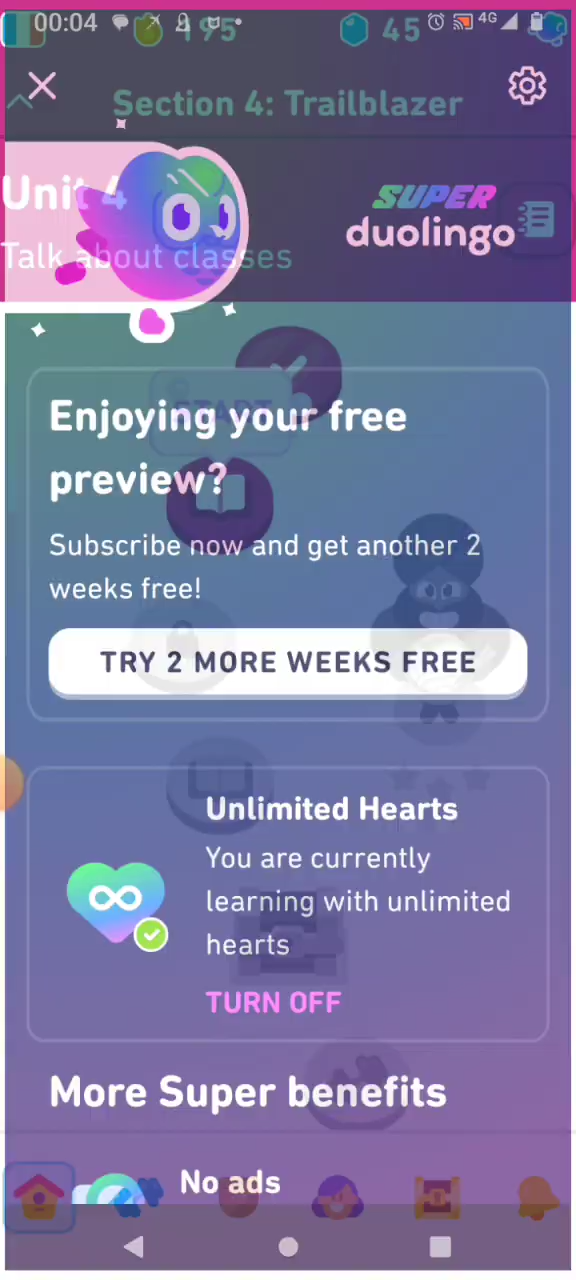 00:04
4G
195
45
Section 4: Trailblazer
Unit 4
SUPER
duolingo
Talk about classes
START
Enjoying your free
preview?
Subscribe now and get another 2
weeks free!
TRY 2 MORE WEEKS FREE
Unlimited Hearts
You are currently
learning with unlimited
hearts
TURN OFF
More Super benefits
No ads